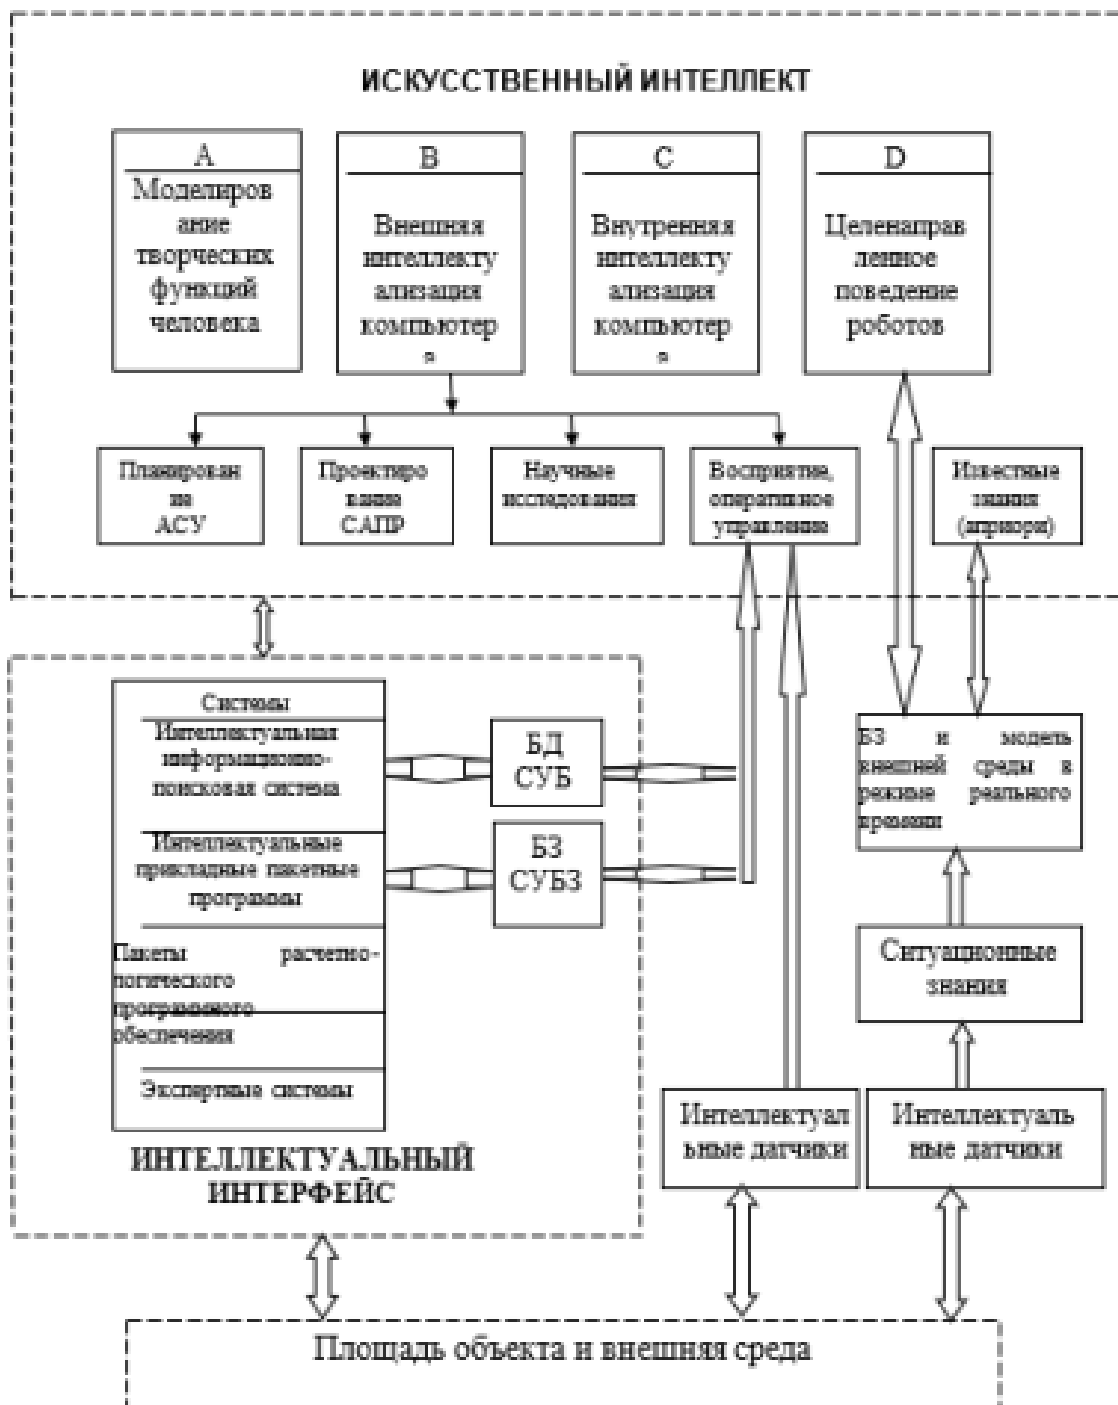 ИСКУССТВЕННЫЙ ИНТЕЛЛЕКТ
A
Моделиров
ание
творческих
функций
человека
B
Внешняя
интеллекту
ализация
компьютер
а
C
Внутренняя
интеллекту
ализация
компьютер
а
D
Целенаправ
ленное
поведение
роботов
Планирован
ие
АСУ
Проектиро
вание
САПР
Научные
исследования
Восприятие,
оперативное
управление
Известные
знания
(априори)
Системы
Интеллектуальная
информационно-
поисковая система
Интеллектуальные
прикладные пакетные
программы
Пакеты расчетно-
логического
программного
обеспечения
Экспертные системы
ИНТЕЛЛЕКТУАЛЬНЫЙ
ИНТЕРФЕЙС
БД
СУБ
БЗ
СУБЗ
БЗ и модель
внешней среды в
режиме реального
времени
Ситуационные
знания
Интеллектуал
ьные датчики
Интеллектуаль
ные датчики
Площадь объекта и внешняя среда